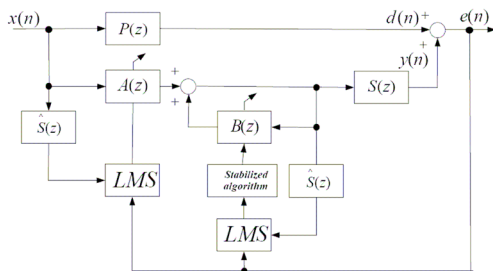 x(n)
P(z)
d(n)
+
e(n)
+
y(n)
A(z)
+
+
S(z)
Ŝ(z)
B(z)
LMS
Stabilized
algorithm
Ŝ(z)
LMS